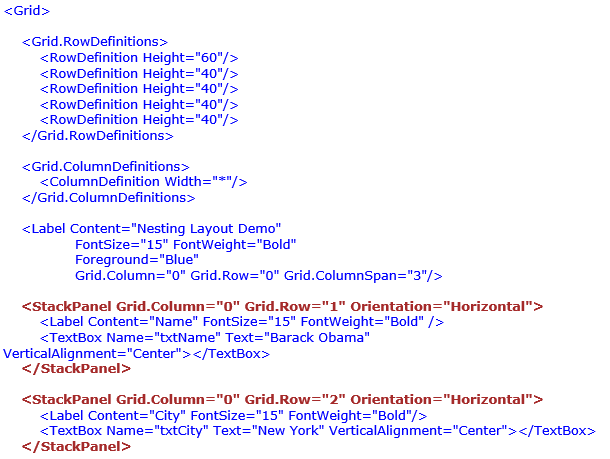 <Grid>
<Grid.RowDefinitions>
<RowDefinition Height="60"/>
<RowDefinition Height="40"/>
<RowDefinition Height="40"/>
<RowDefinition Height="40"/>
<RowDefinition Height="40"/>
</Grid.RowDefinitions>
<Grid.ColumnDefinitions>
<ColumnDefinition Width="*"/>
</Grid.ColumnDefinitions>
<Label Content="Nesting Layout Demo"
FontSize="15" FontWeight="Bold"
Foreground="Blue"
Grid.Column="0" Grid.Row="0" Grid.ColumnSpan="3"/>
<StackPanel Grid.Column="0" Grid.Row="1" Orientation="Horizontal">
<Label Content="Name" FontSize="15" FontWeight="Bold" />
<TextBox Name="txtName" Text="Barack Obama"
VerticalAlignment="Center"></TextBox>
</StackPanel>
<StackPanel Grid.Column="0" Grid.Row="2" Orientation="Horizontal">
<Label Content="City" FontSize="15" FontWeight="Bold"/>
<TextBox Name="txtCity" Text="New York" VerticalAlignment="Center"></TextBox>
</StackPanel>